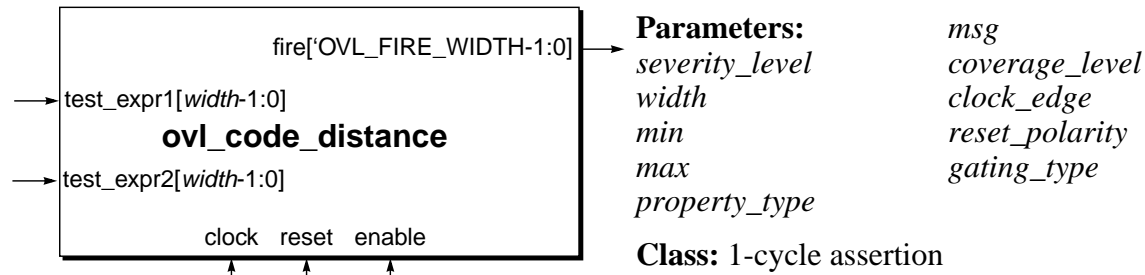 fire[‘OVL_FIRE_WIDTH-1:0]
test_expr1[width-1:0]
ovl_code_distance
test_expr2[width-1:0]
clock reset enable
Parameters: msg
severity_level coverage_level
width clock_edge
min reset_polarity
max gating_type
property_type
Class: 1-cycle assertion